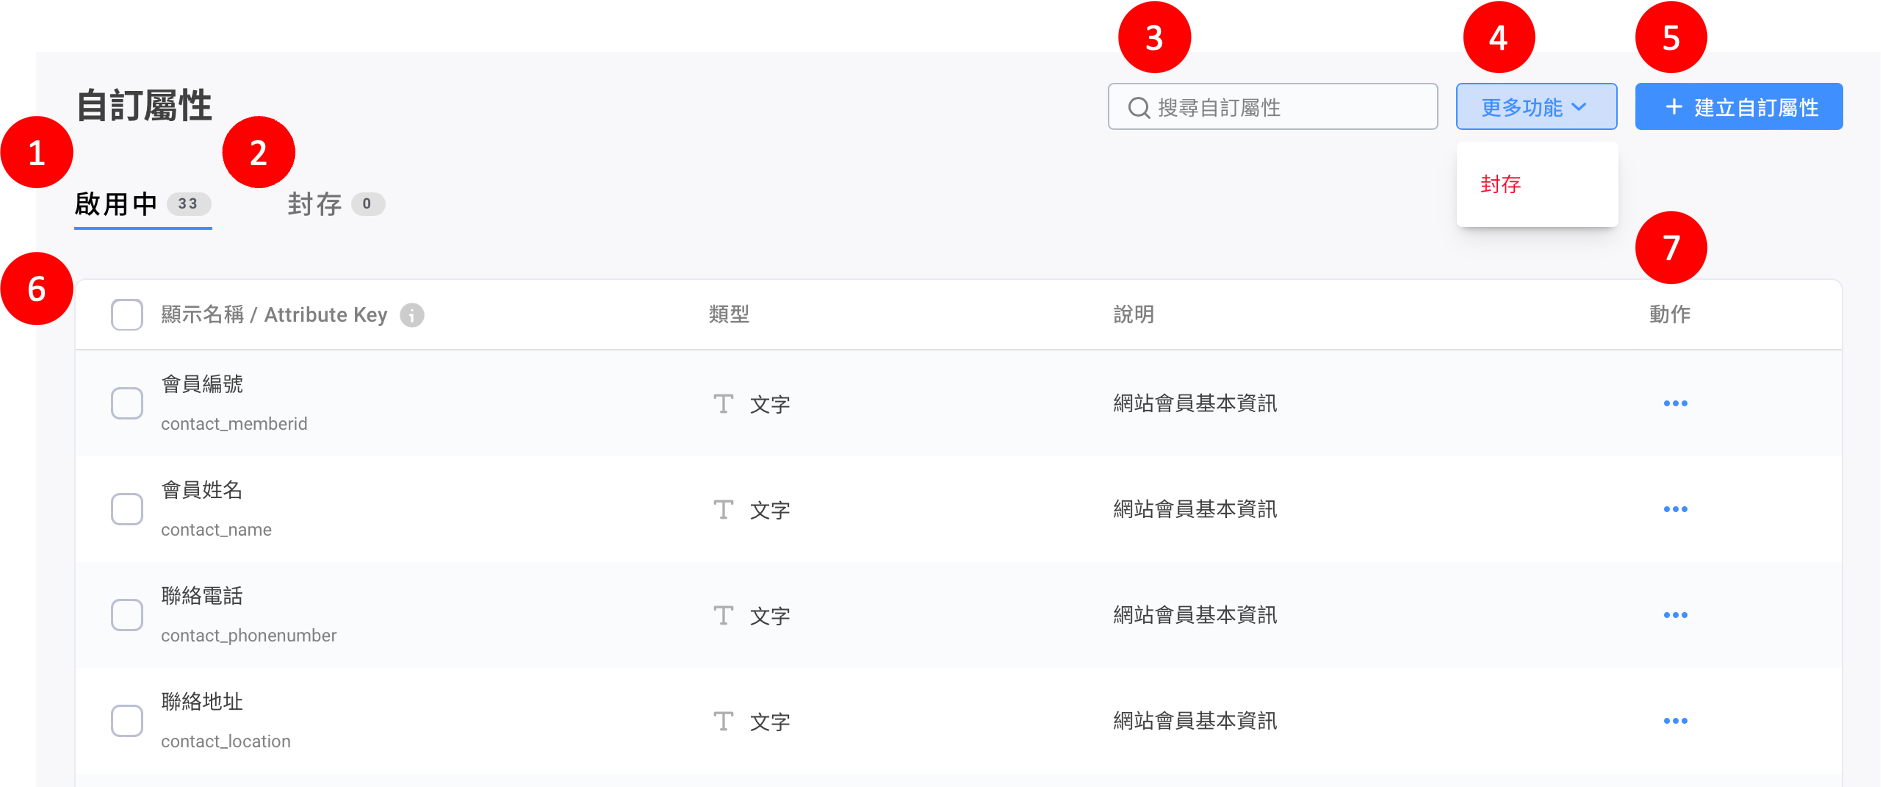 3
4
5
自訂屬性
搜尋自訂屬性
更多功能
+ 建立自訂屬性
1
2
啟用中 33
封存 0
封存
6
7
顯示名稱 / Attribute Key
類型
說明
動作
會員編號
contact_memberid
文字
網站會員基本資訊
會員姓名
contact_name
文字
網站會員基本資訊
聯絡電話
contact_phonenumber
文字
網站會員基本資訊
聯絡地址
contact_location
文字
網站會員基本資訊